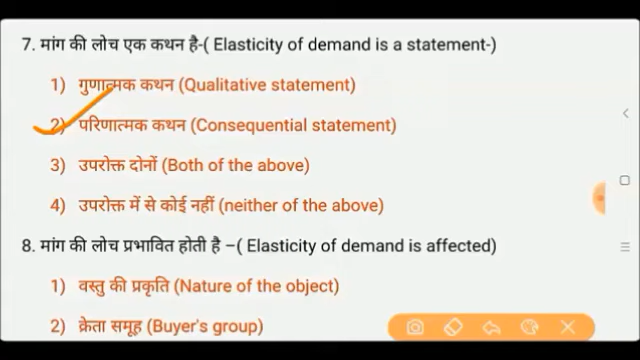 7. मांग की लोच एक कथन है-( Elasticity of demand is a statement-)
1) गुणात्मक कथन (Qualitative statement)
2) परिणात्मक कथन (Consequential statement)
3) उपरोक्त दोनों (Both of the above)
4) उपरोक्त में से कोई नहीं (neither of the above)
8. मांग की लोच प्रभावित होती है –( Elasticity of demand is affected)
1) वस्तु की प्रकृति (Nature of the object)
2) क्रेता समूह (Buyer's group)